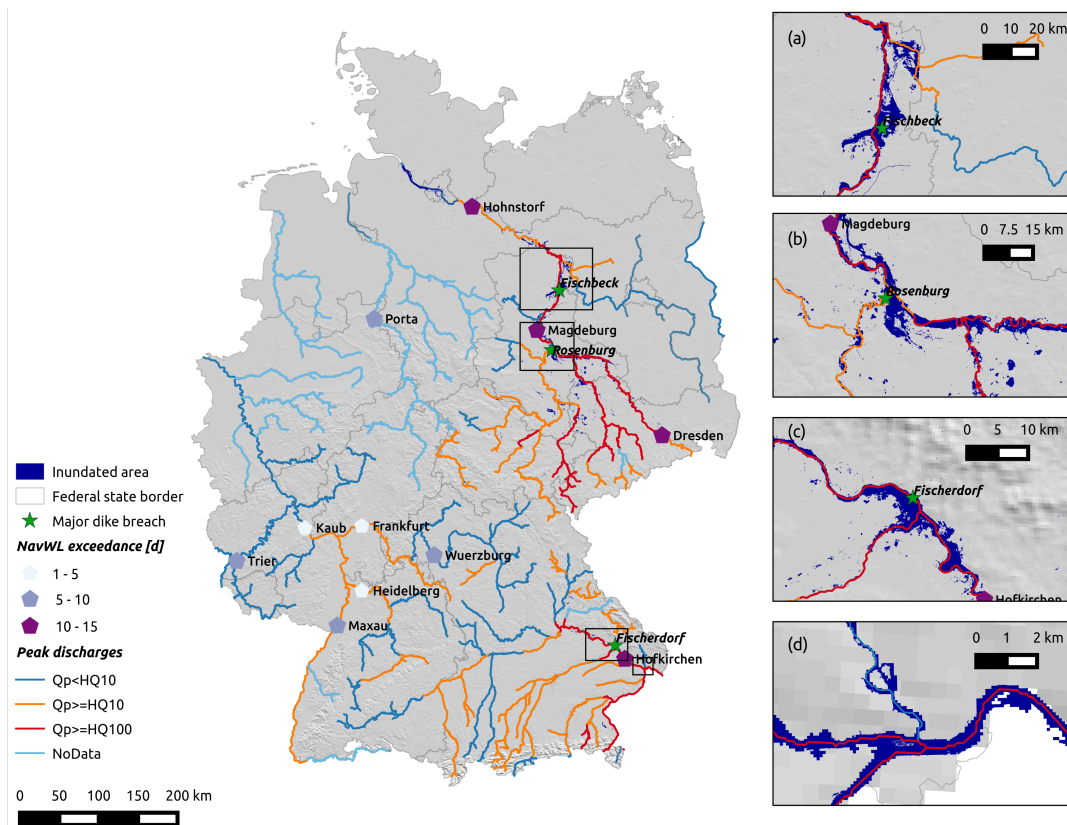 Hohnstorf
Fischbeck
Porta
Magdeburg
Rosenburg
Dresden
Kaub
Frankfurt
Trier
Wuerzburg
Heidelberg
Maxau
Fischerdorf
Hofkirchen
Inundated area
Federal state border
Major dike breach
NavWL exceedance [d]
1 - 5
5 - 10
10 - 15
Peak discharges
Qp<HQ10
Qp>=HQ10
Qp>=HQ100
NoData
0 50 100 150 200 km
(a)
0 10 20 km
Fischbeck
(b)
Magdeburg
0 7.5 15 km
Rosenburg
(c)
0 5 10 km
Fischerdorf
Hofkirchen
(d)
0 1 2 km